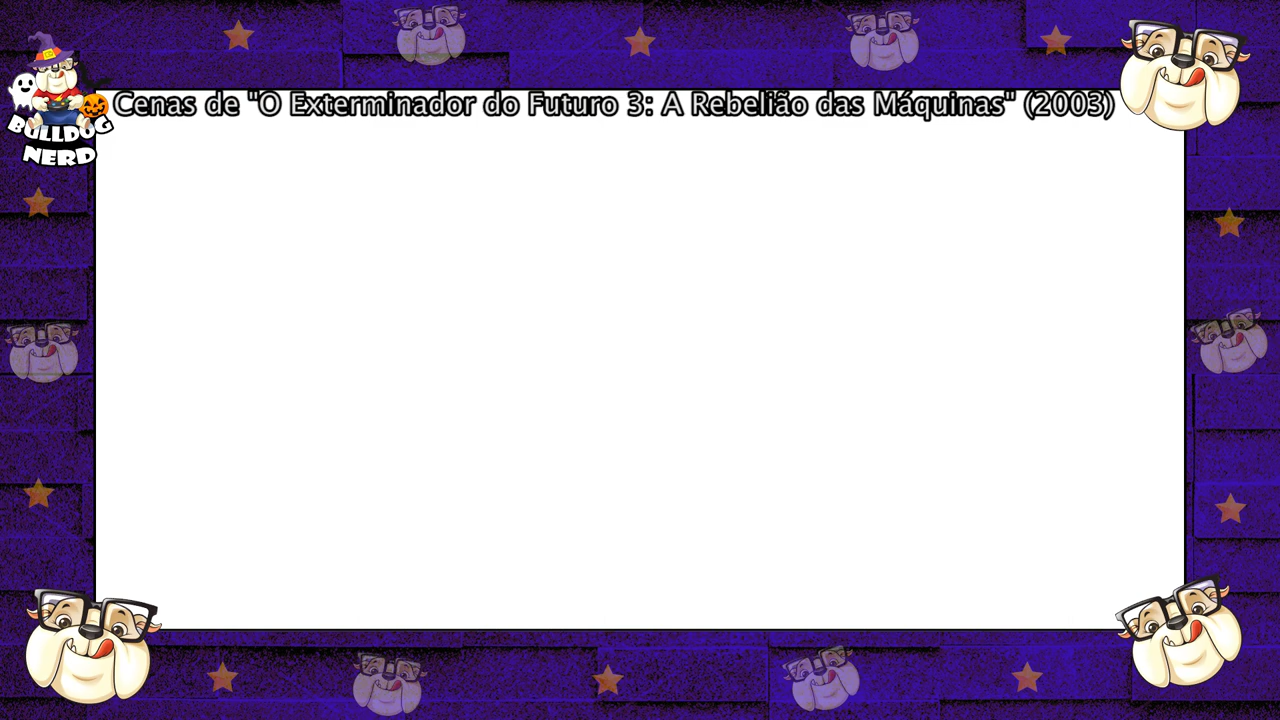 Cenas de "O Exterminador do Futuro 3: A Rebelião das Máquinas" (2003)
BULLDOG
NERD